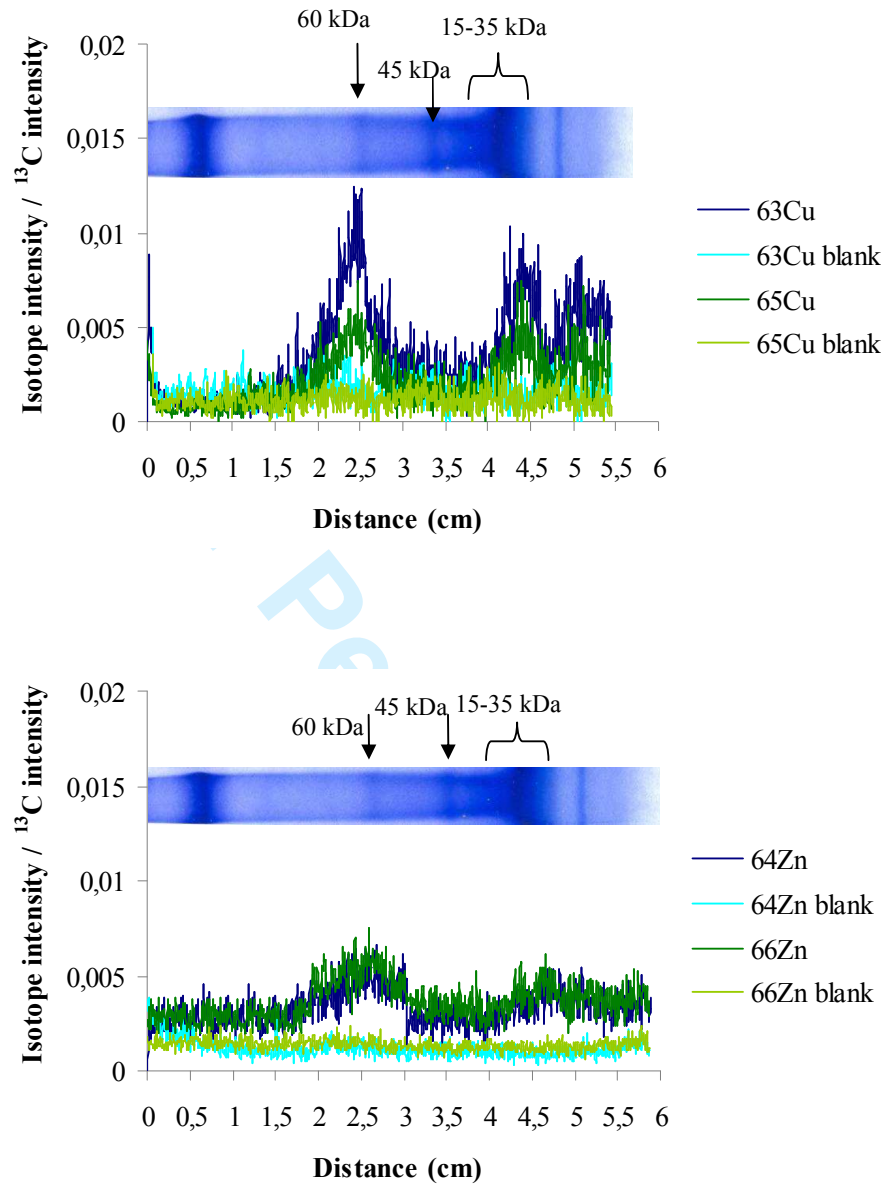 60 kDa
15-35 kDa
45 kDa
0,02
0,015
0,01
0,005
0
Isotope intensity / ¹³C intensity
0 0,5 1 1,5 2 2,5 3 3,5 4 4,5 5 5,5 6
Distance (cm)
63Cu
63Cu blank
65Cu
65Cu blank
Pe
60 kDa
45 kDa
15-35 kDa
0,02
0,015
0,01
0,005
0
Isotope intensity / ¹³C intensity
0 0,5 1 1,5 2 2,5 3 3,5 4 4,5 5 5,5 6
Distance (cm)
64Zn
64Zn blank
66Zn
66Zn blank